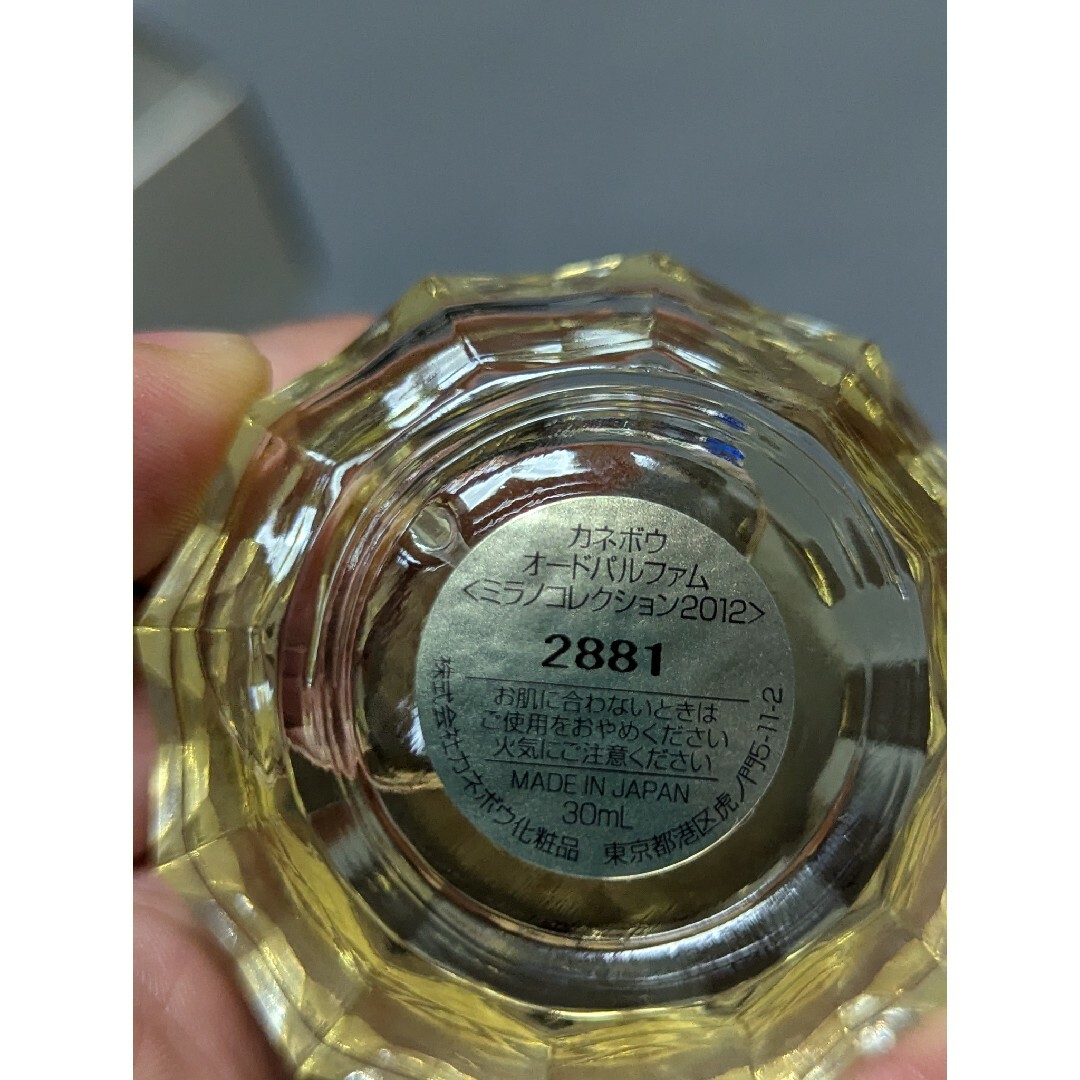 カネボウ
オードパルファム
<ミラノコレクション2012>
2881
お肌に合わないときは
ご使用をおやめください
火気にご注意ください
MADE IN JAPAN
30mL
株式会社カネボウ化粧品 東京都港区虎ノ門5-11-2